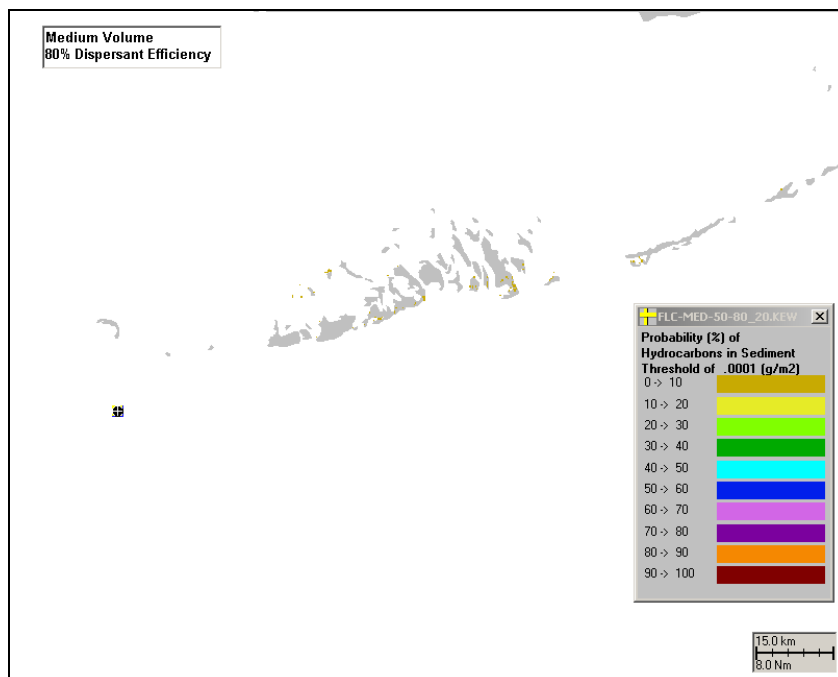 Medium Volume
80% Dispersant Efficiency
FLC-MED-50-80_20.KEW
Probability (%) of
Hydrocarbons in Sediment
Threshold of .0001 (g/m2)
0 -> 10
10 -> 20
20 -> 30
30 -> 40
40 -> 50
50 -> 60
60 -> 70
70 -> 80
80 -> 90
90 -> 100
15.0 km
8.0 Nm